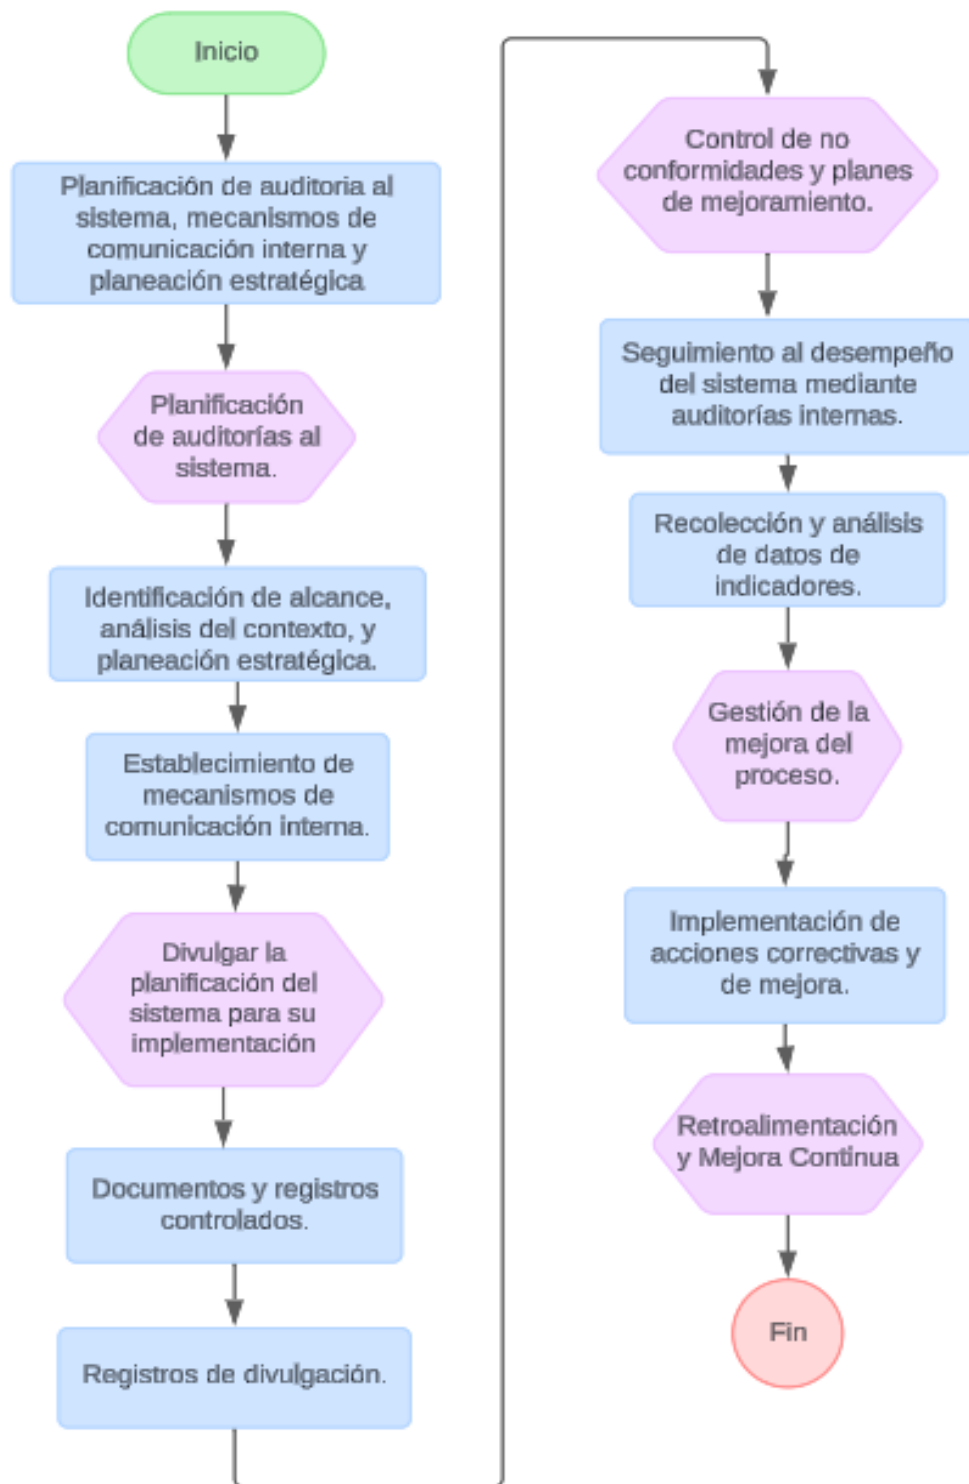 Inicio
Planificación de auditoria al
sistema, mecanismos de
comunicación interna y
planeación estratégica
Planificación
de auditorías al
sistema.
Identificación de alcance,
análisis del contexto, y
planeación estratégica.
Establecimiento de
mecanismos de
comunicación interna.
Divulgar la
planificación del
sistema para su
implementación
Documentos y registros
controlados.
Registros de divulgación.
Control de no
conformidades y planes
de mejoramiento.
Seguimiento al desempeño
del sistema mediante
auditorías internas.
Recolección y análisis
de datos de
indicadores.
Gestión de la
mejora del
proceso.
Implementación de
acciones correctivas y
de mejora.
Retroalimentación
y Mejora Continua
Fin